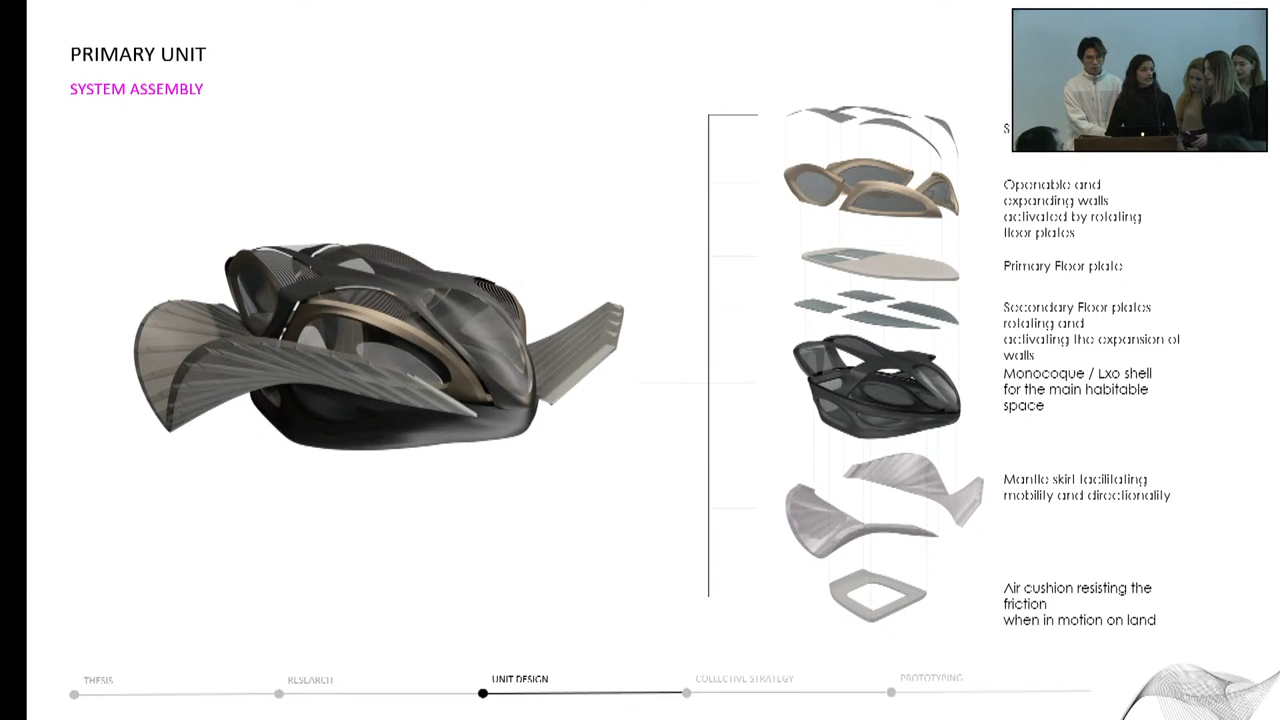 PRIMARY UNIT
SYSTEM ASSEMBLY
S
Openable and
expanding walls
activated by rotating
floor plates
Primary Floor plate
Secondary Floor plates
rotating and
activating the expansion of
walls
Monocoque / Exo shell
for the main habitable
space
Mantle skirt facilitating
mobility and directionality
Air cushion resisting the
friction
when in motion on land
THESIS
RESEARCH
UNIT DESIGN
COLLECTIVE STRATEGY
PROTOTYPING